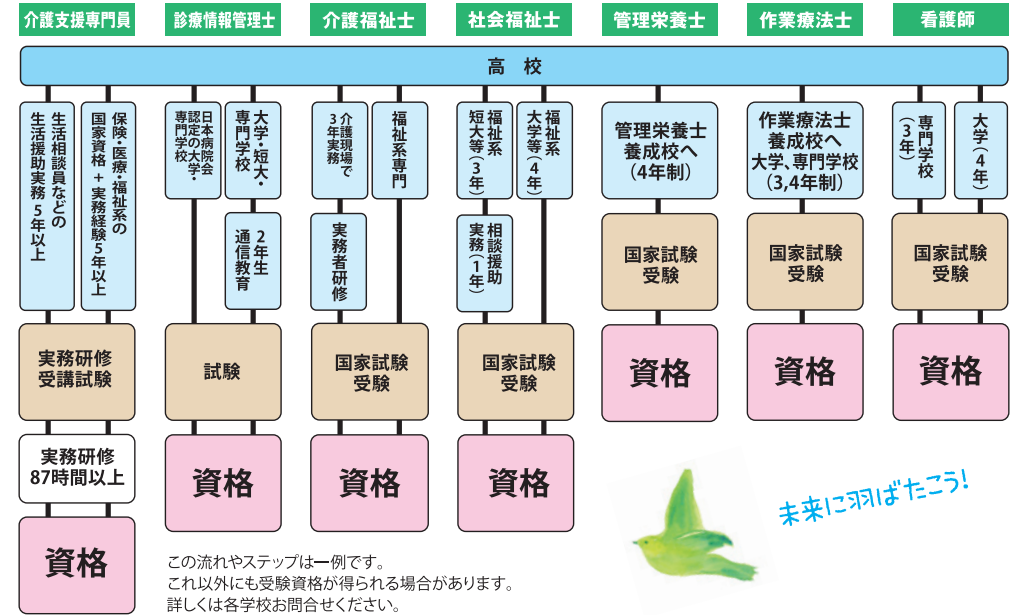 介護支援専門員
診療情報管理士
介護福祉士
社会福祉士
管理栄養士
作業療法士
看護師
高　校
生活相談員などの
生活援助実務 5年以上
保険・医療・福祉系の
国家資格 + 実務経験5年以上
実務研修
受講試験
実務研修
87時間以上
資格
日本病院会
認定の大学・
専門学校
大学・短大・
専門学校
2年生
通信教育
試験
資格
介護現場で
3年実務
実務者研修
福祉系専門
国家試験
受験
資格
福祉系
短大等(3年)
相談援助
実務(1年)
福祉系
大学等(4年)
国家試験
受験
資格
管理栄養士
養成校へ
(4年制)
国家試験
受験
資格
作業療法士
養成校へ
大学、専門学校
(3,4年制)
国家試験
受験
資格
専門学校
(3年)
大学(4年)
国家試験
受験
資格
この流れやステップは一例です。
これ以外にも受験資格が得られる場合があります。
詳しくは各学校お問合せください。
未来に羽ばたこう!